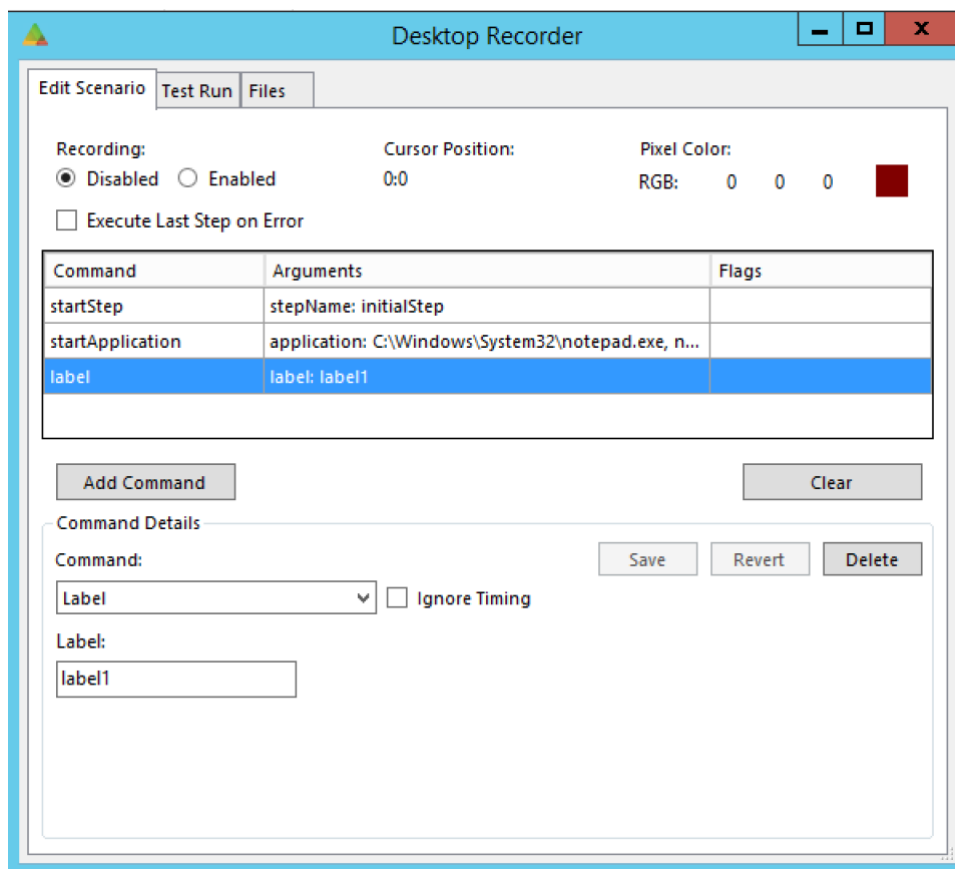 Desktop Recorder
Edit Scenario Test Run Files
Recording: Cursor Position: Pixel Color:
Disabled Enabled 0:0 RGB: 0 0 0
Execute Last Step on Error
Command Arguments Flags
startStep stepName: initialStep
startApplication application: C:\Windows\System32\notepad.exe, n...
label label: label1
Add Command Clear
Command Details
Command: Save Revert Delete
Label Ignore Timing
Label:
label1